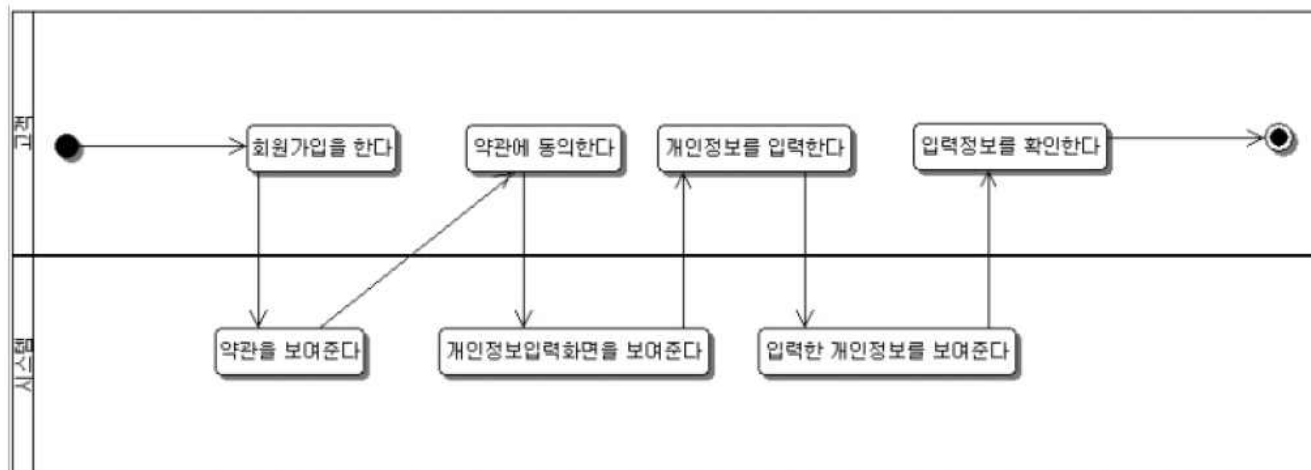 고객
회원가입을 한다
약관에 동의한다
개인정보를 입력한다
입력정보를 확인한다
시스템
약관을 보여준다
개인정보입력화면을 보여준다
입력한 개인정보를 보여준다